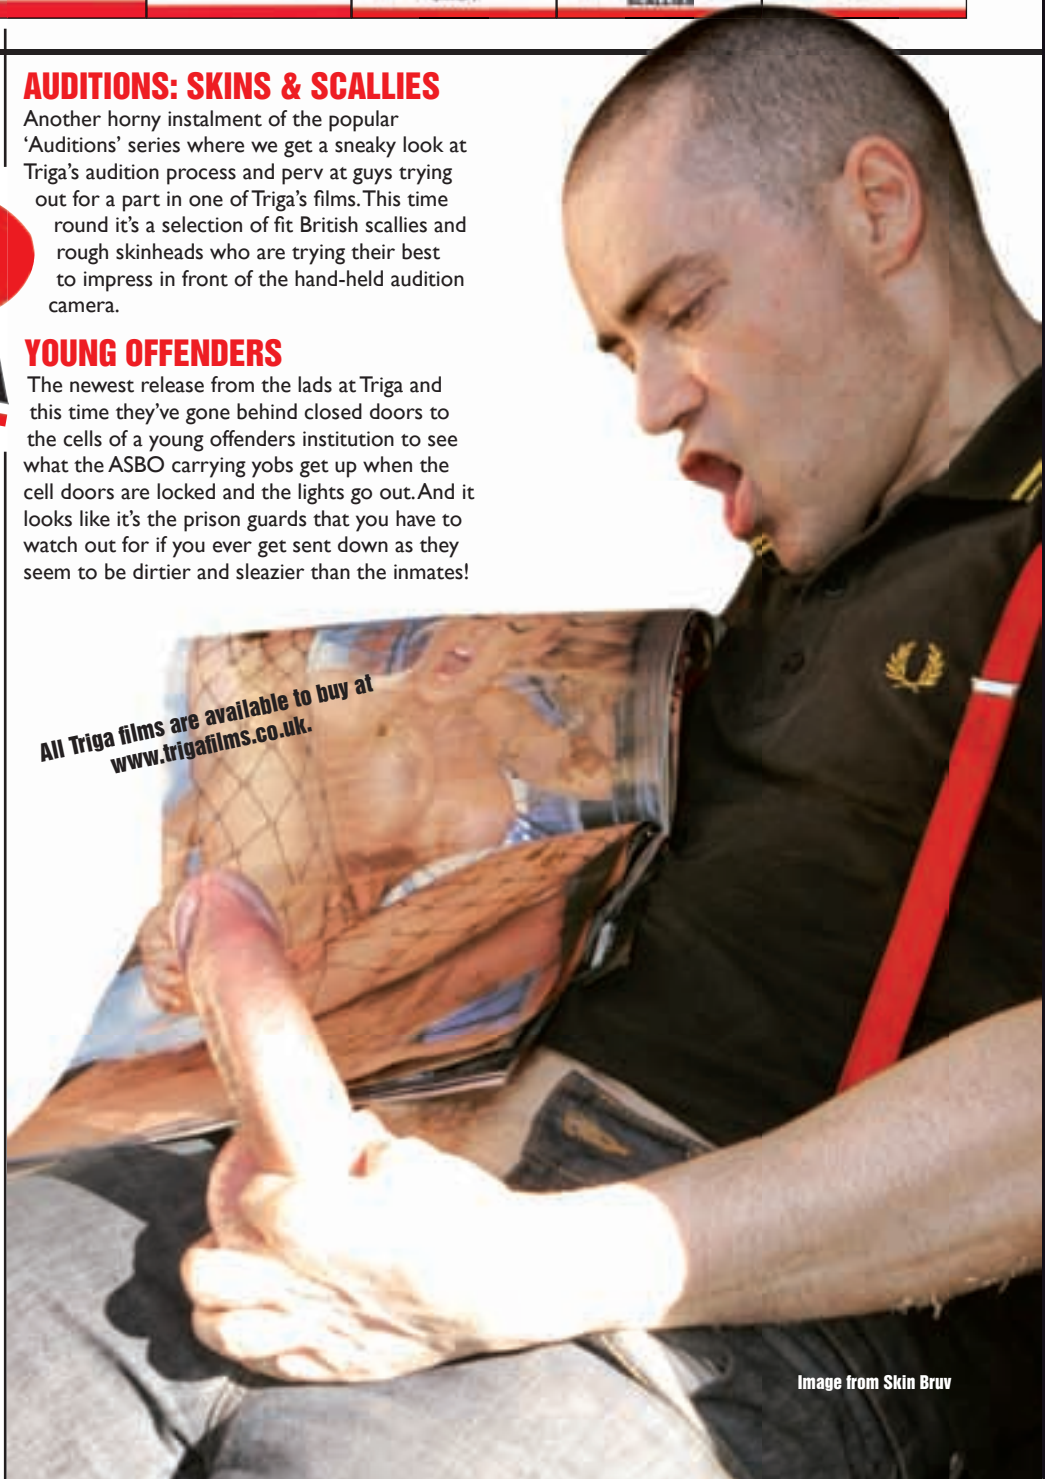 AUDITIONS: SKINS & SCALLIES
Another horny instalment of the popular
‘Auditions’ series where we get a sneaky look at
Triga’s audition process and perv at guys trying
out for a part in one of Triga’s films. This time
round it’s a selection of fit British scallies and
rough skinheads who are trying their best
to impress in front of the hand-held audition
camera.
YOUNG OFFENDERS
The newest release from the lads at Triga and
this time they’ve gone behind closed doors to
the cells of a young offenders institution to see
what the ASBO carrying yobs get up when the
cell doors are locked and the lights go out. And it
looks like it’s the prison guards that you have to
watch out for if you ever get sent down as they
seem to be dirtier and sleazier than the inmates!
All Triga films are available to buy at
www.trigafilms.co.uk.
Image from Skin Bruv